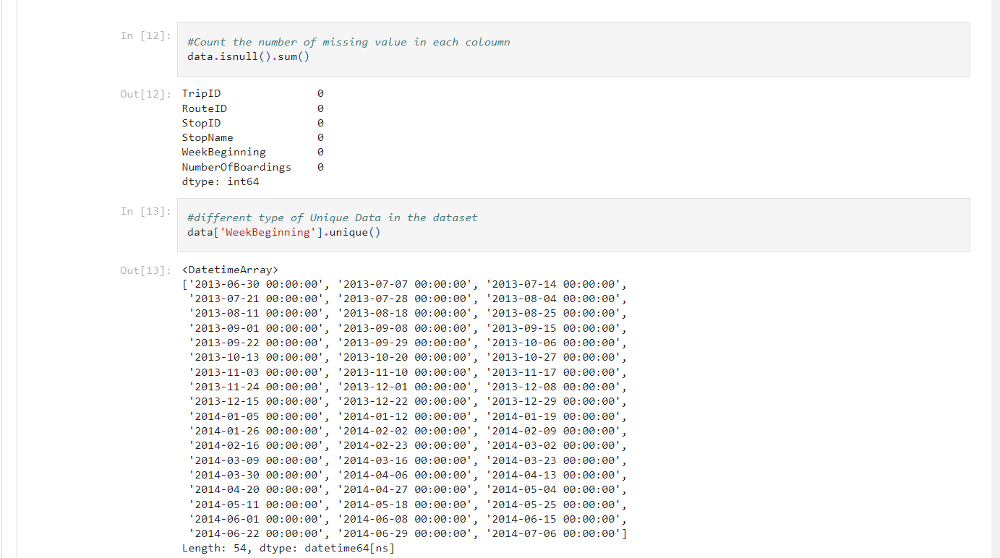 In [12]:
#Count the number of missing value in each coloumn
data.isnull().sum()
Out[12]:
TripID 0
RouteID 0
StopID 0
StopName 0
WeekBeginning 0
NumberOfBoardings 0
dtype: int64
In [13]:
#different type of Unique Data in the dataset
data['WeekBeginning'].unique()
Out[13]:
<DatetimeArray>
['2013-06-30 00:00:00', '2013-07-07 00:00:00', '2013-07-14 00:00:00',
'2013-07-21 00:00:00', '2013-07-28 00:00:00', '2013-08-04 00:00:00',
'2013-08-11 00:00:00', '2013-08-18 00:00:00', '2013-08-25 00:00:00',
'2013-09-01 00:00:00', '2013-09-08 00:00:00', '2013-09-15 00:00:00',
'2013-09-22 00:00:00', '2013-09-29 00:00:00', '2013-10-06 00:00:00',
'2013-10-13 00:00:00', '2013-10-20 00:00:00', '2013-10-27 00:00:00',
'2013-11-03 00:00:00', '2013-11-10 00:00:00', '2013-11-17 00:00:00',
'2013-11-24 00:00:00', '2013-12-01 00:00:00', '2013-12-08 00:00:00',
'2013-12-15 00:00:00', '2013-12-22 00:00:00', '2013-12-29 00:00:00',
'2014-01-05 00:00:00', '2014-01-12 00:00:00', '2014-01-19 00:00:00',
'2014-01-26 00:00:00', '2014-02-02 00:00:00', '2014-02-09 00:00:00',
'2014-02-16 00:00:00', '2014-02-23 00:00:00', '2014-03-02 00:00:00',
'2014-03-09 00:00:00', '2014-03-16 00:00:00', '2014-03-23 00:00:00',
'2014-03-30 00:00:00', '2014-04-06 00:00:00', '2014-04-13 00:00:00',
'2014-04-20 00:00:00', '2014-04-27 00:00:00', '2014-05-04 00:00:00',
'2014-05-11 00:00:00', '2014-05-18 00:00:00', '2014-05-25 00:00:00',
'2014-06-01 00:00:00', '2014-06-08 00:00:00', '2014-06-15 00:00:00',
'2014-06-22 00:00:00', '2014-06-29 00:00:00', '2014-07-06 00:00:00']
Length: 54, dtype: datetime64[ns]